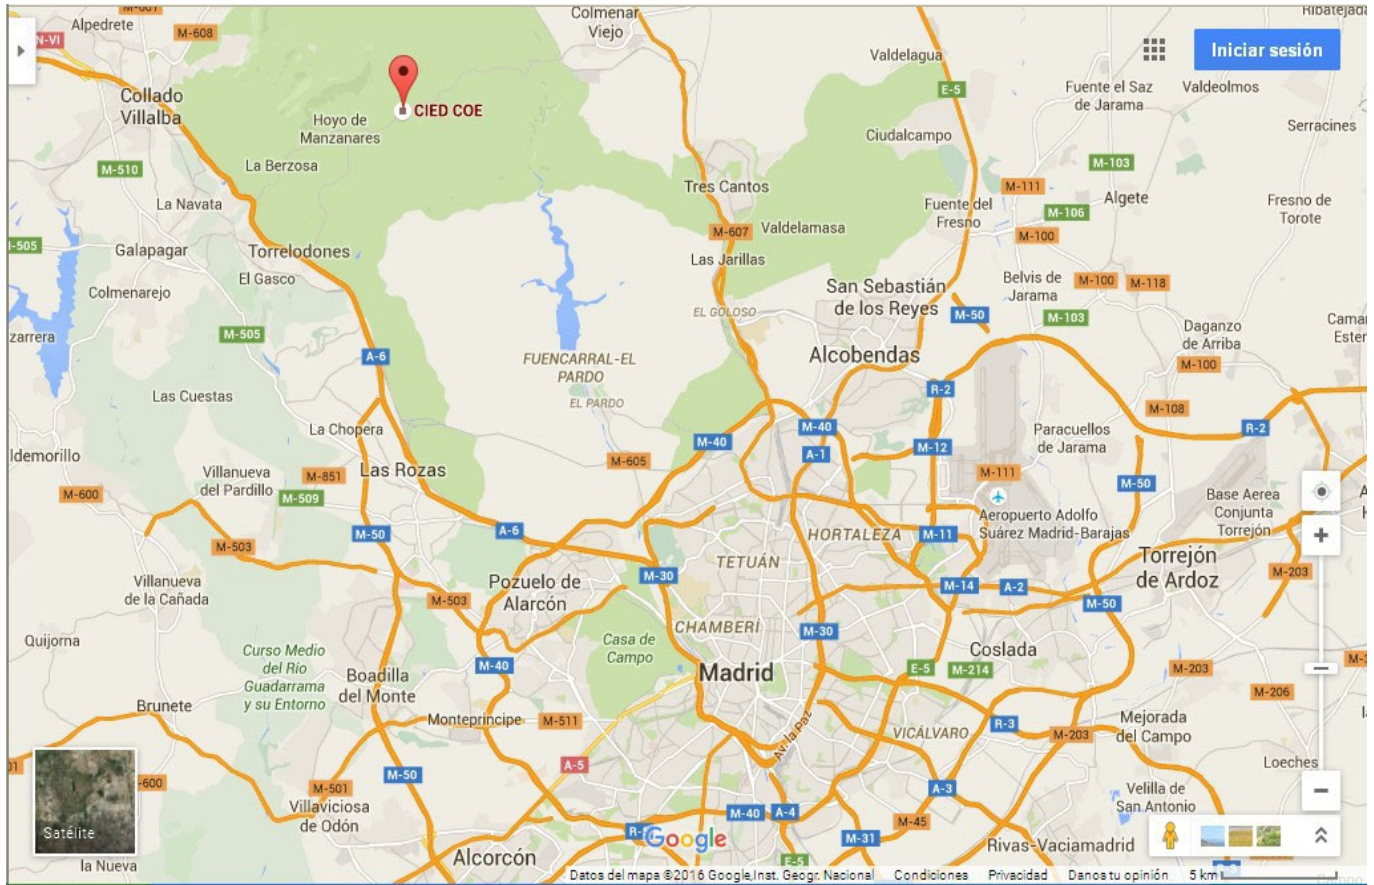 M-601
Colmenar
Viejo
Ribatejada
Alpedrete
M-608
N-VI
Iniciar sesión
Valdelagua
E-5
Fuente el Saz
de Jarama
Valdeolmos
Collado
Villalba
CIED COE
Hoyo de
Manzanares
Serracines
Ciudalcampo
La Berzosa
M-510
M-103
Tres Cantos
M-111
La Navata
Fuente del
Fresno
M-106
Algete
Fresno de
Torote
M-607
Valdelamasa
M-100
-505
Galapagar
Torrelodones
Las Jarillas
El Gasco
Belvis de
Jarama
M-100
M-118
Colmenarejo
San Sebastián
de los Reyes
EL GOLOSO
M-50
M-103
zarrera
M-505
Daganzo
de Arriba
Camar
Ester
A-6
FUENCARRAL-EL
PARDO
Alcobendas
M-100
R-2
Las Cuestas
EL PARDO
M-108
La Chopera
M-40
M-40
R-2
Paracuellos
de Jarama
M-12
A-1
ldemorillo
Villanueva
del Pardillo
M-851
Las Rozas
M-605
M-111
M-50
M-600
M-509
Base Aerea
Conjunta
Torrejón
Aeropuerto Adolfo
Suárez Madrid-Barajas
M-50
A-6
HORTALEZA
M-11
M-503
Torrejón
de Ardoz
TETUÁN
M-203
Villanueva
de la Cañada
Pozuelo de
Alarcón
M-30
M-14
A-2
M-503
M-50
CHAMBERÍ
M-30
Quijorna
Casa de
Campo
Curso Medio
del Río
Guadarrama
y su Entorno
Coslada
M-40
Boadilla
del Monte
Madrid
E-5
M-214
M-203
M-206
Brunete
Monteprincipe
M-511
R-3
Mejorada
del Campo
VICÁLVARO
M-203
Av. la Paz
A-5
Loeches
M-50
-600
M-501
A-3
Velilla de
San Antonio
Villaviciosa
de Odón
M-40
A-4
M-45
Satélite
Google
M-31
Rivas-Vaciamadrid
Alcorcón
E-5
la Nueva
Datos del mapa ©2016 Google, Inst. Geogr. Nacional Condiciones Privacidad Danos tu opinión 5 km